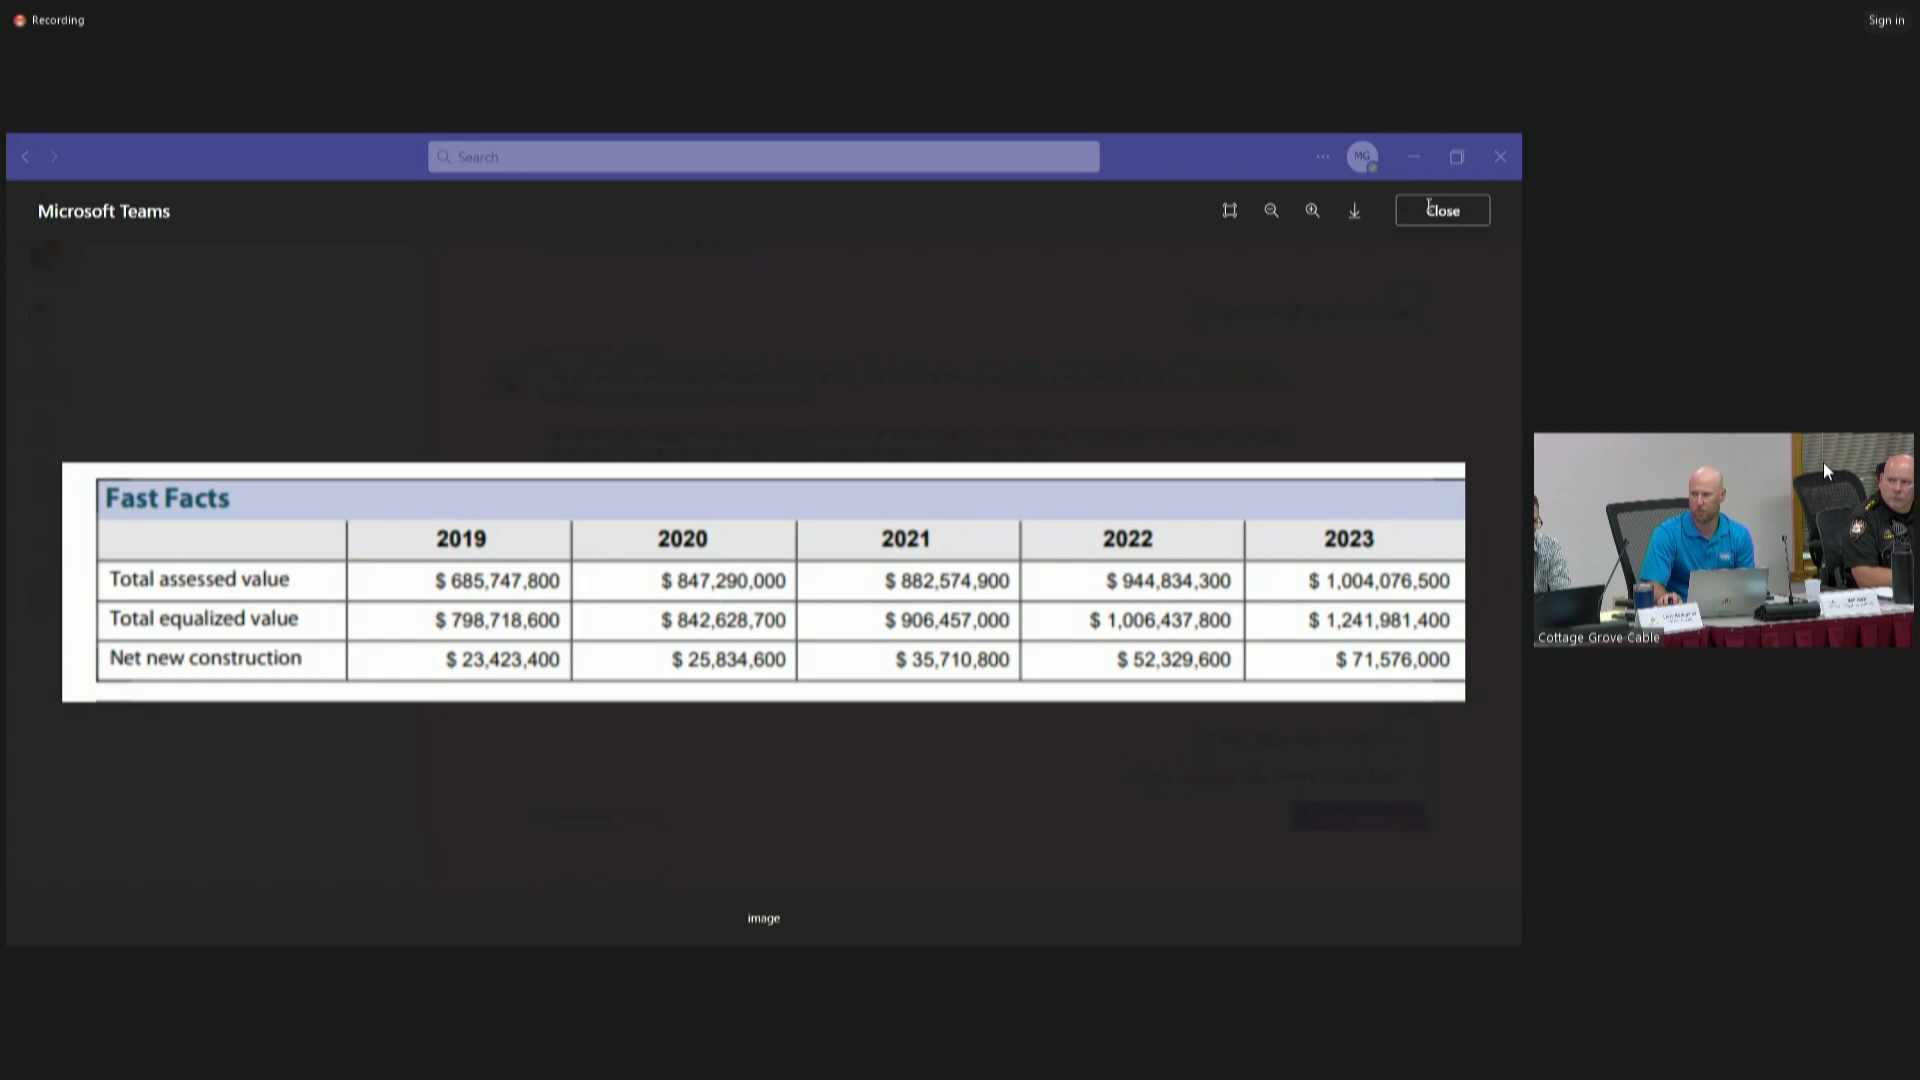 Recording
Sign in
Search
MG
Microsoft Teams
Close
Fast Facts
2019 2020 2021 2022 2023
Total assessed value $ 685,747,800 $ 847,290,000 $ 882,574,900 $ 944,834,300 $ 1,004,076,500
Total equalized value $ 798,718,600 $ 842,628,700 $ 906,457,000 $ 1,006,437,800 $ 1,241,981,400
Net new construction $ 23,423,400 $ 25,834,600 $ 35,710,800 $ 52,329,600 $ 71,576,000
Cottage Grove Cable
image